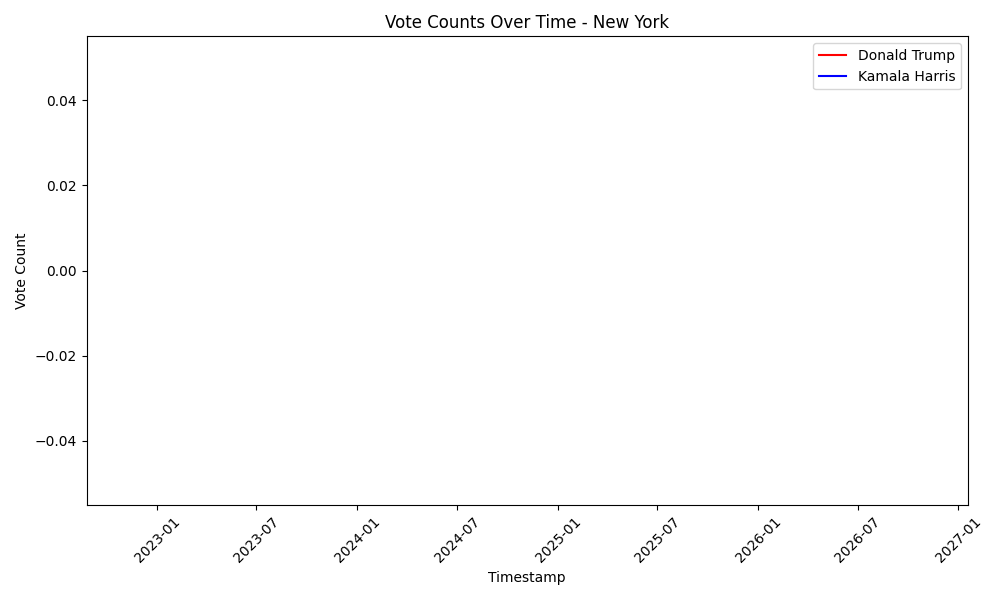 Vote Counts Over Time - New York
Donald Trump
Kamala Harris
0.04
0.02
0.00
−0.02
−0.04
Vote Count
2023-01
2023-07
2024-01
2024-07
2025-01
2025-07
2026-01
2026-07
2027-01
Timestamp